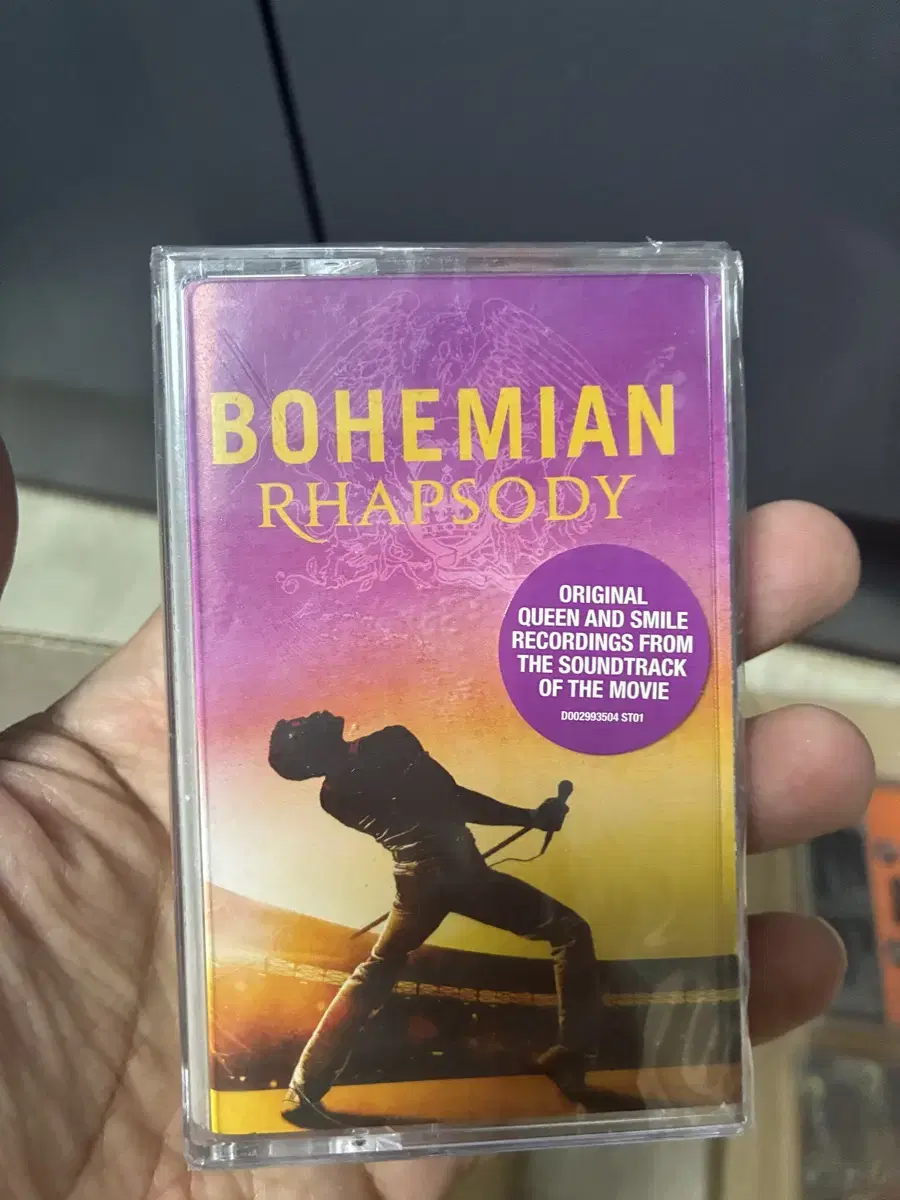 BOHEMIAN
RHAPSODY
ORIGINAL
QUEEN AND SMILE
RECORDINGS FROM
THE SOUNDTRACK
OF THE MOVIE
D002993504 ST01